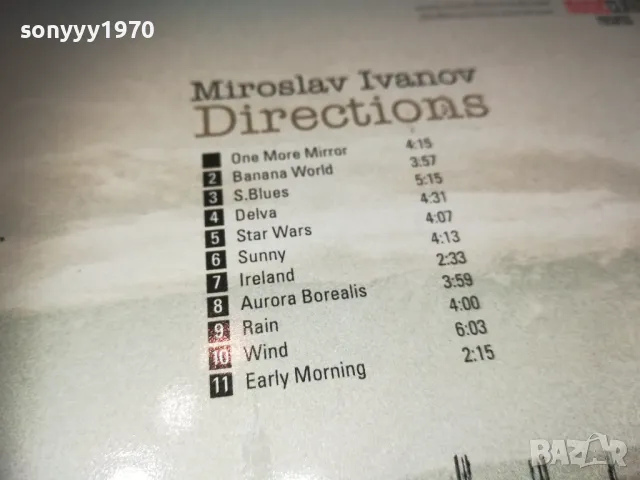 sonyyy1970
Miroslav Ivanov
Directions
One More Mirror 4:15
2 Banana World 3:57
3 S.Blues 5:15
4 Delva 4:31
5 Star Wars 4:07
6 Sunny 4:13
7 Ireland 2:33
8 Aurora Borealis 3:59
9 Rain 4:00
10 Wind 6:03
11 Early Morning 2:15
BAZAR
bg